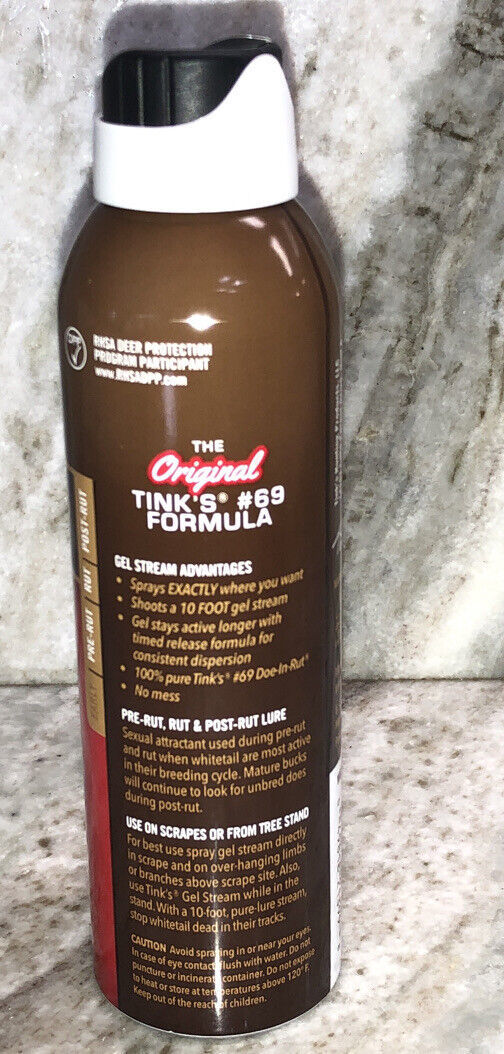 RHSA DEER PROTECTION
PROGRAM PARTICIPANT
www.RHSADPP.com
THE
Original
TINK'S® #69
FORMULA
EARLY PRE-RUT RUT POST-RUT
GEL STREAM ADVANTAGES
• Sprays EXACTLY where you want
• Shoots a 10 FOOT gel stream
• Gel stays active longer with
timed release formula for
consistent dispersion
• 100% pure Tink's® #69 Doe-In-Rut®
• No mess
PRE-RUT, RUT & POST-RUT LURE
Sexual attractant used during pre-rut
and rut when whitetail are most active
in their breeding cycle. Mature bucks
will continue to look for unbred does
during post-rut.
USE ON SCRAPES OR FROM TREE STAND
For best use spray gel stream directly
in scrape and on over-hanging limbs
or branches above scrape site. Also,
use Tink's® Gel Stream while in the
stand. With a 10-foot, pure-lure stream,
stop whitetail dead in their tracks.
CAUTION Avoid spraying in or near your eyes.
In case of eye contact flush with water. Do not
puncture or incinerate container. Do not expose
to heat or store at temperatures above 120° F.
Keep out of the reach of children.